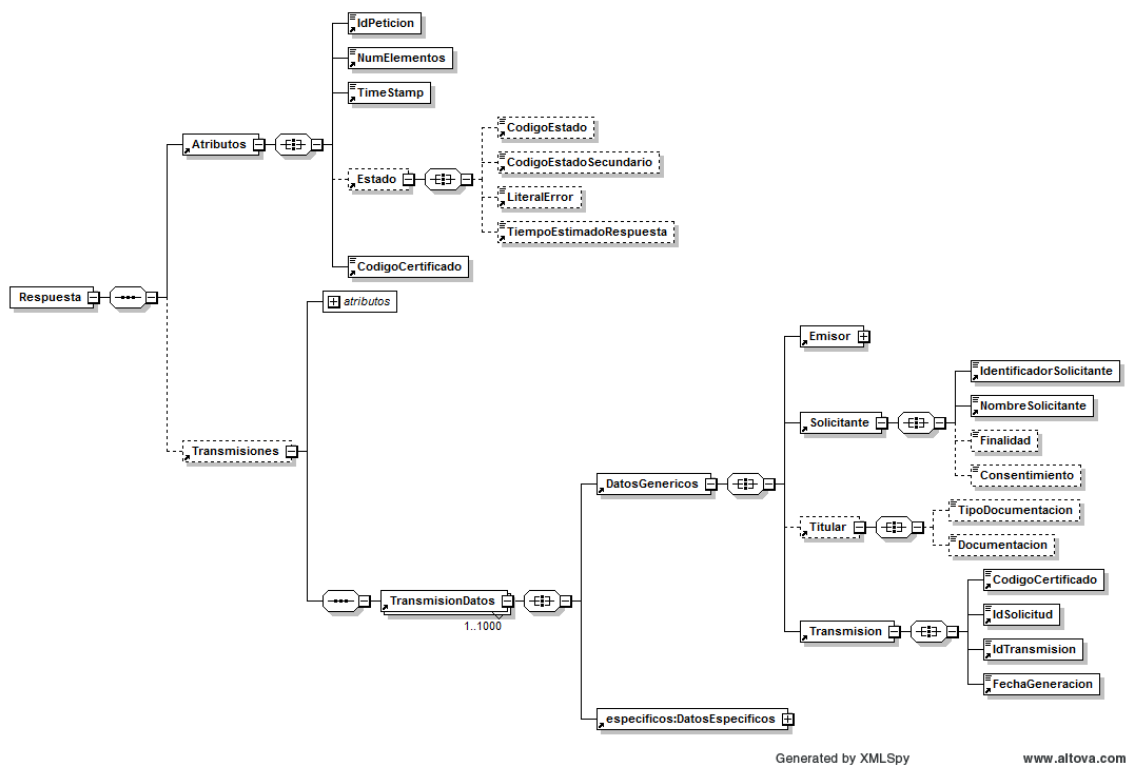 IdPeticion
NumElementos
TimeStamp
Atributos
CodigoEstado
CodigoEstadoSecundario
Estado
LiteralError
TiempoEstimadoRespuesta
CodigoCertificado
Respuesta
atributos
Emisor
IdentificadorSolicitante
NombreSolicitante
Solicitante
Finalidad
Transmisiones
Consentimiento
DatosGenericos
TipoDocumentacion
Titular
Documentacion
CodigoCertificado
TransmisionDatos
1..1000
IdSolicitud
Transmision
IdTransmision
FechaGeneracion
especificos:DatosEspecificos
Generated by XMLSpy
www.altova.com